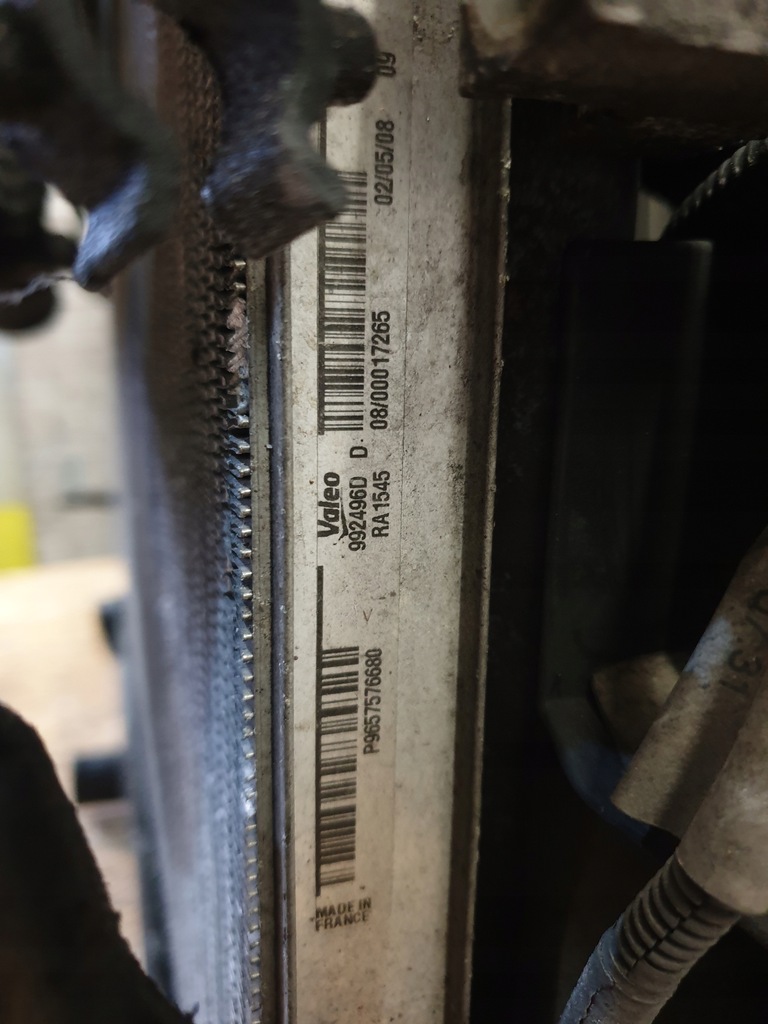 MADE IN
FRANCE
P9657576680
Valeo
992496D D.
RA1545 08/00017265 02/05/08 09